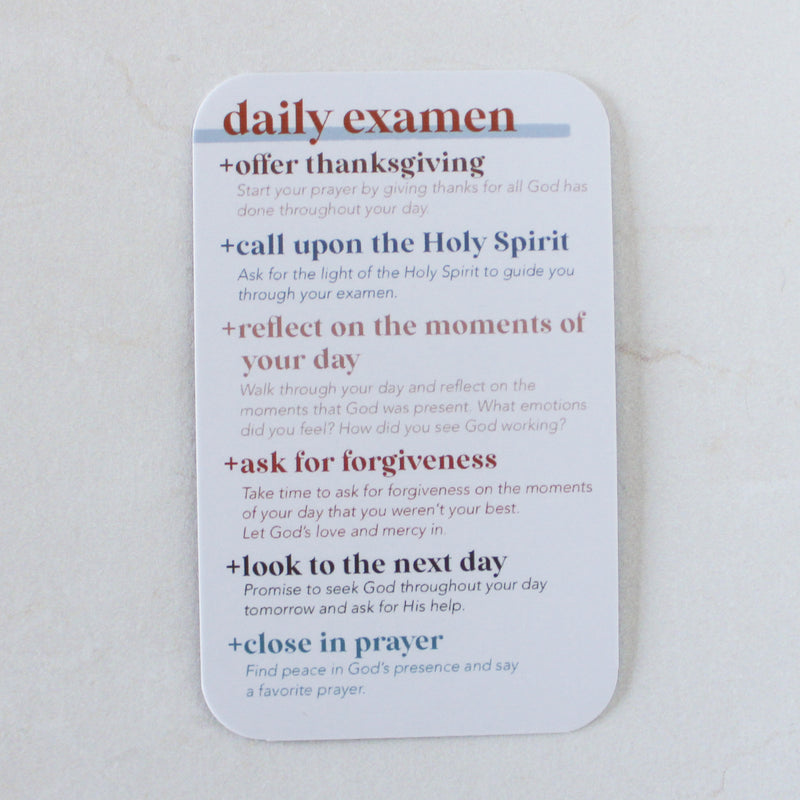 daily examen
+offer thanksgiving
Start your prayer by giving thanks for all God has
done throughout your day.
+call upon the Holy Spirit
Ask for the light of the Holy Spirit to guide you
through your examen.
+reflect on the moments of
your day
Walk through your day and reflect on the
moments that God was present. What emotions
did you feel? How did you see God working?
+ask for forgiveness
Take time to ask for forgiveness on the moments
of your day that you weren't your best.
Let God's love and mercy in.
+look to the next day
Promise to seek God throughout your day
tomorrow and ask for His help.
+close in prayer
Find peace in God's presence and say
a favorite prayer.